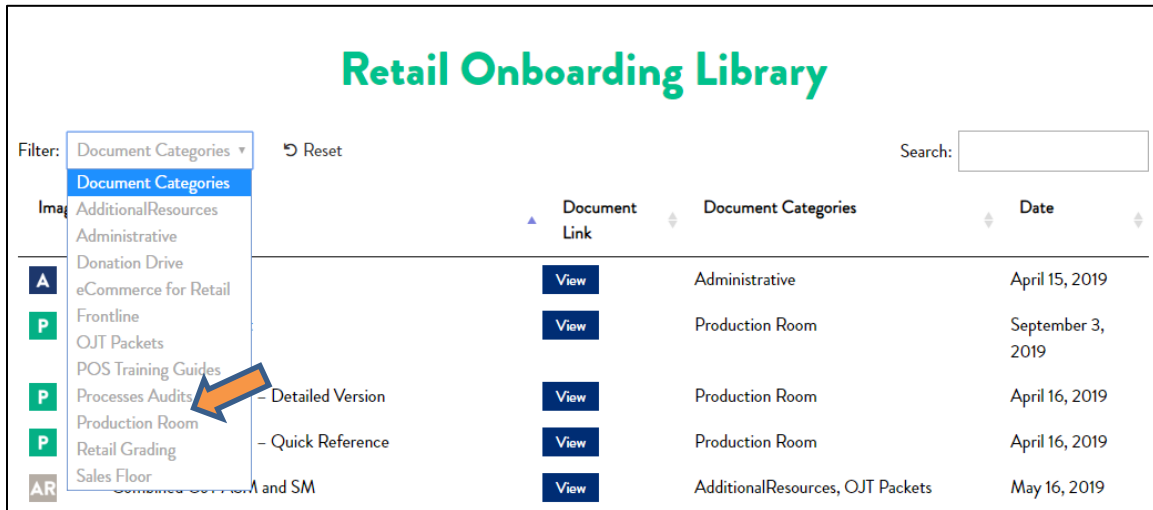 Retail Onboarding Library
Filter: Document Categories Reset Search:
Document Categories
AdditionalResources
Administrative
Donation Drive
eCommerce for Retail
Frontline
OJT Packets
POS Training Guides
Processes Audits
Production Room
Retail Grading
Sales Floor
Document Link Document Categories Date
A View Administrative April 15, 2019
P View Production Room September 3, 2019
P – Detailed Version View Production Room April 16, 2019
P – Quick Reference View Production Room April 16, 2019
AR and SM View AdditionalResources, OJT Packets May 16, 2019